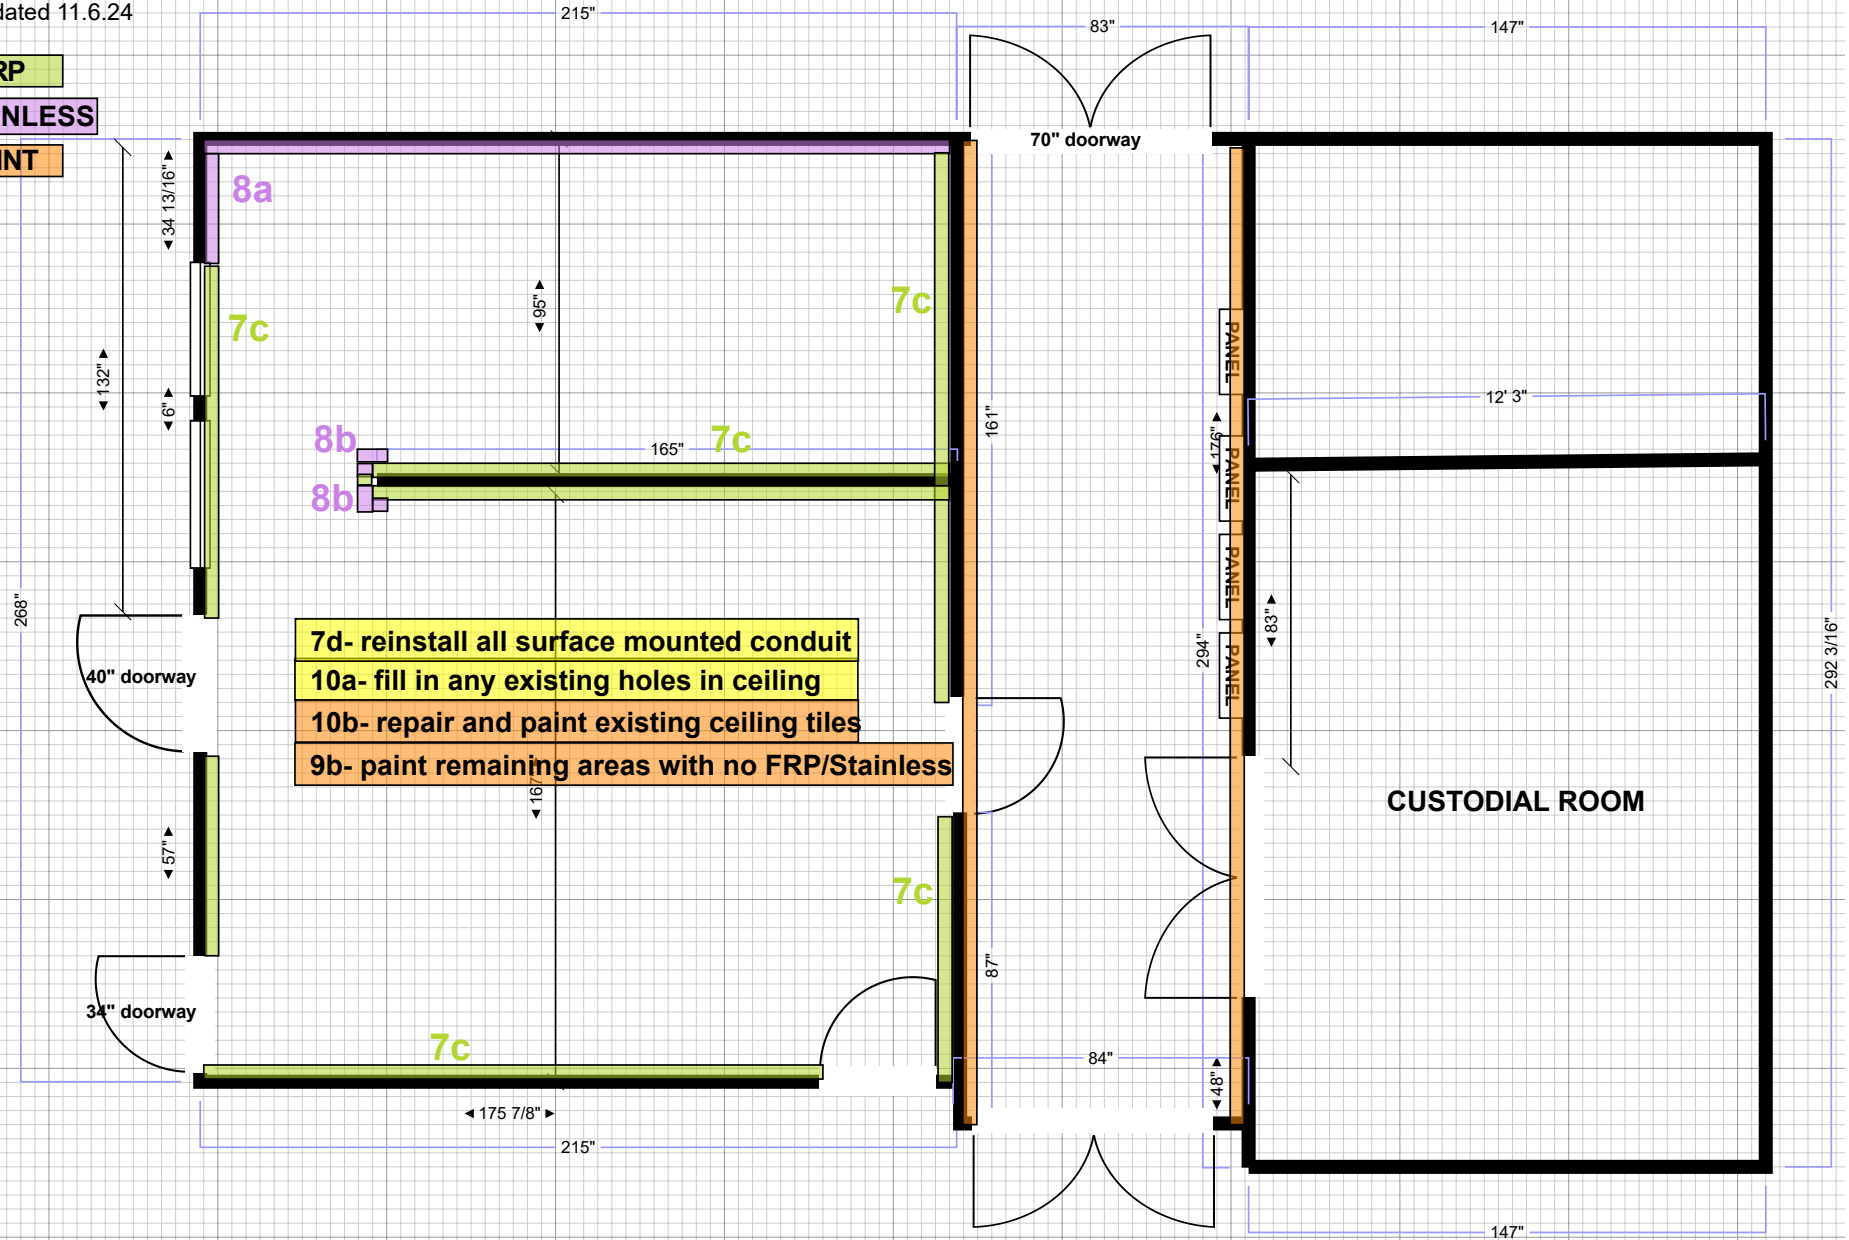 dated 11.6.24
215"
83"
147"
RP
NLESS
INT
70" doorway
34 13/16"
8a
7c
7c
95"
132"
6"
PANEL
12' 3"
161"
176"
8b
165"
7c
PANEL
8b
PANEL
268"
83"
294"
292 3/16"
7d- reinstall all surface mounted conduit
40" doorway
10a- fill in any existing holes in ceiling
PANEL
10b- repair and paint existing ceiling tiles
9b- paint remaining areas with no FRP/Stainless
167"
CUSTODIAL ROOM
57"
7c
87"
34" doorway
7c
84"
48"
175 7/8"
215"
147"